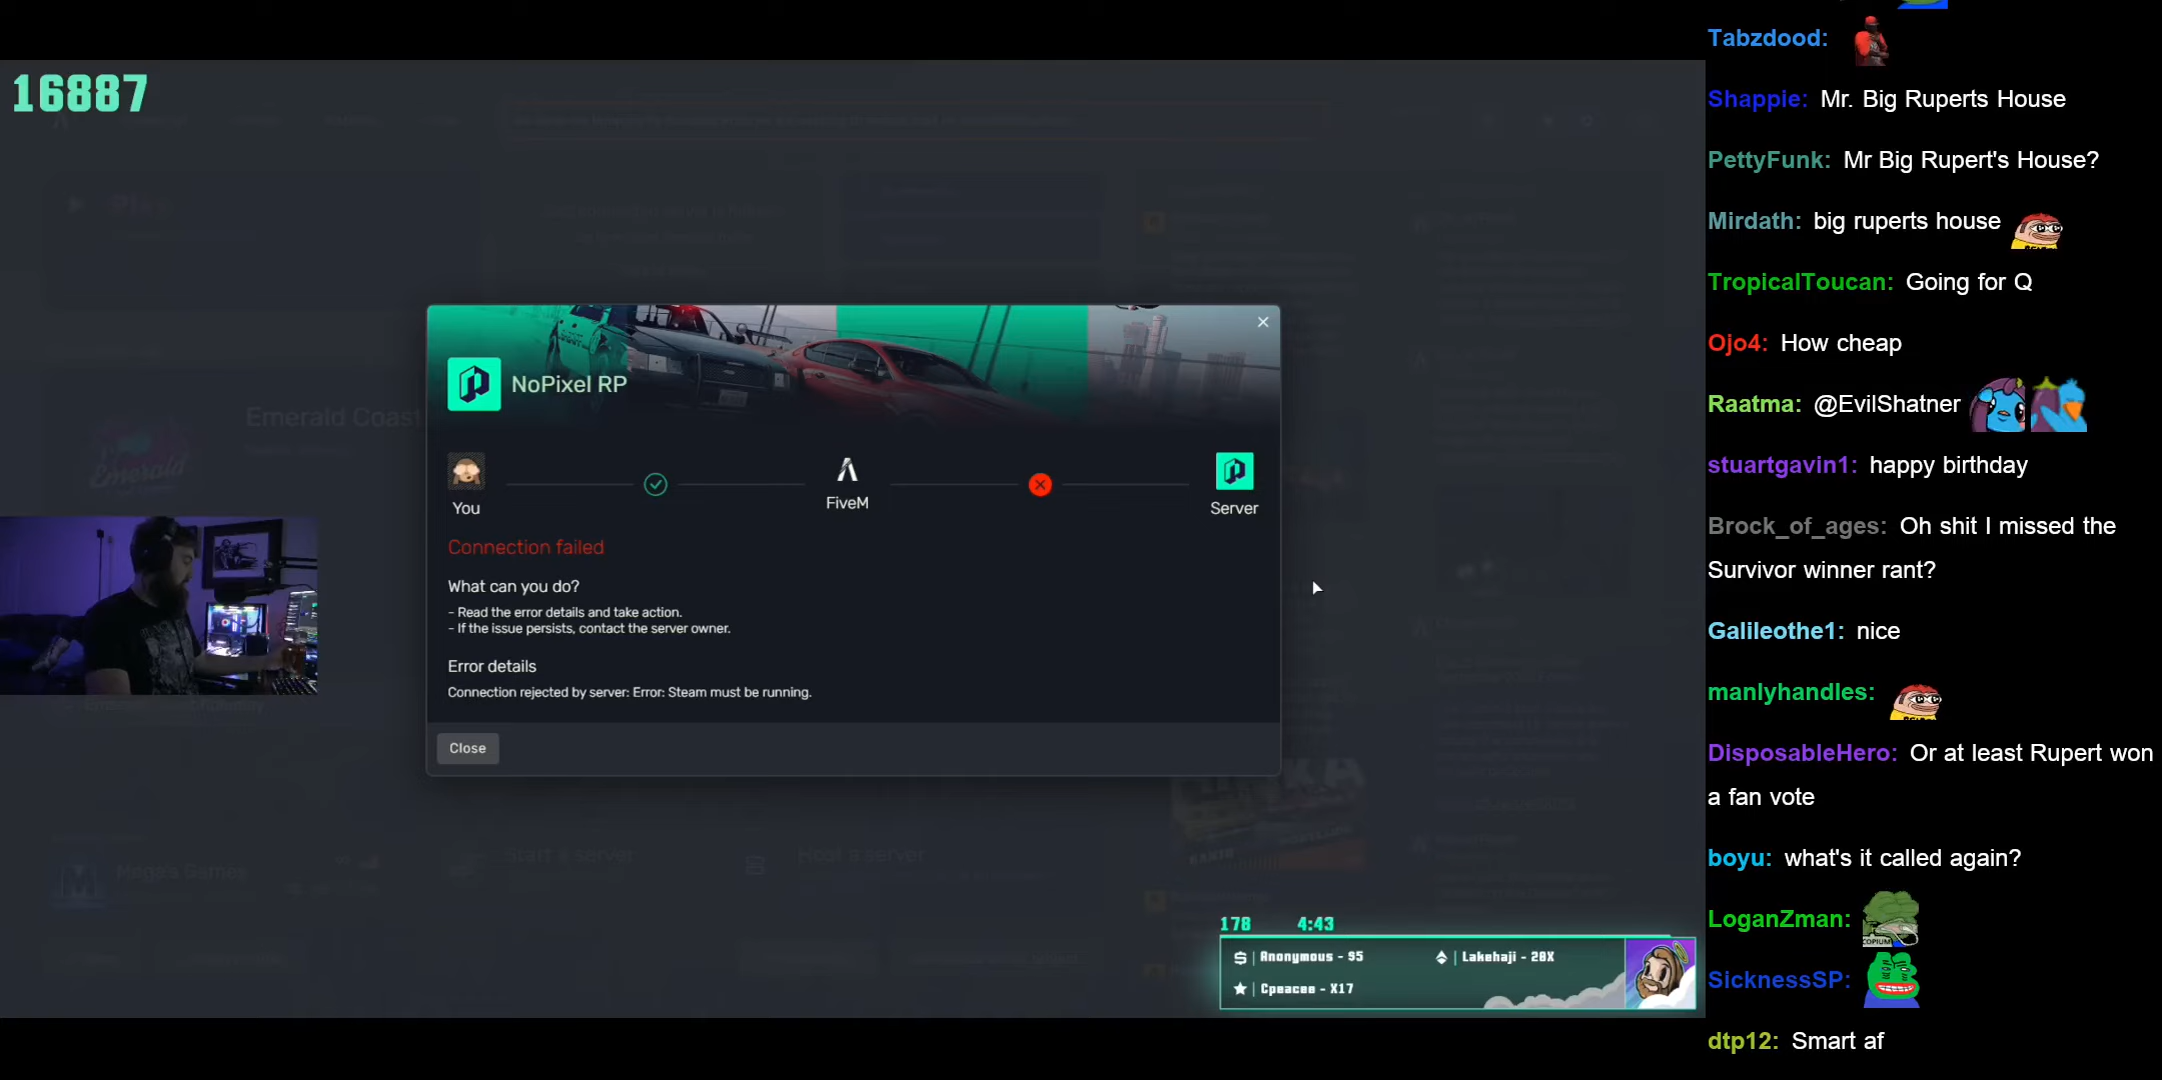 16887
Emerald Coast
NoPixel RP
You
FiveM
Server
Connection failed
What can you do?
- Read the error details and take action.
- If the issue persists, contact the server owner.
Error details
Connection rejected by server: Error: Steam must be running.
Close
Start a server
Host a server
178 4:43
Anonymous - 95
Lakehaji - 20X
Cpeacee - X17
Tabzdood:
Shappie: Mr. Big Ruperts House
PettyFunk: Mr Big Rupert's House?
Mirdath: big ruperts house
TropicalToucan: Going for Q
Ojo4: How cheap
Raatma: @EvilShatner
stuartgavin1: happy birthday
Brock_of_ages: Oh shit I missed the
Survivor winner rant?
Galileothe1: nice
manlyhandles:
DisposableHero: Or at least Rupert won
a fan vote
boyu: what's it called again?
LoganZman:
COPIUM
SicknessSP:
dtp12: Smart af